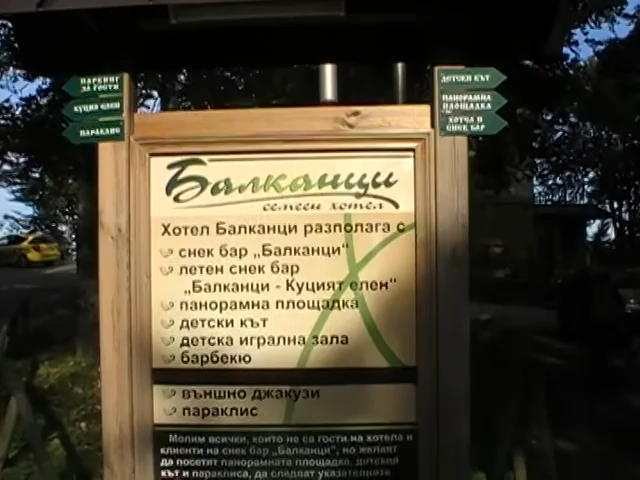 ПАРКИНГ
ЗА ГОСТИ
КУЦИЯ ЕЛЕН
ПАРАКЛИС
ДЕТСКИ КЪТ
ПАНОРАМНА
ПЛОЩАДКА
ХОТЕЛ И
СНЕК БАР
Балканци
семеен хотел
Хотел Балканци разполага с
снек бар „Балканци“
летен снек бар
„Балканци - Куцият елен“
панорамна площадка
детски кът
детска игрална зала
барбекю
външно джакузи
параклис
Молим всички, които не са гости на хотела и
клиенти на снек бар „Балканци“, но желаят
да посетят панорамната площадка, детския
кът и параклиса, да следват указателните